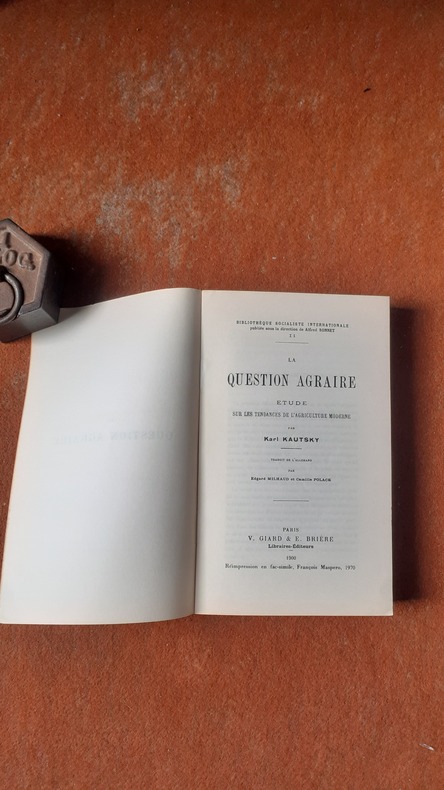 BIBLIOTHÈQUE SOCIALISTE INTERNATIONALE
publiée sous la direction de Alfred BONNET
LA
QUESTION AGRAIRE
ETUDE
SUR LES TENDANCES DE L'AGRICULTURE MODERNE
PAR
Karl KAUTSKY
TRADUIT DE L'ALLEMAND
PAR
Edgard MILHAUD et Camille POLACK
PARIS
V. GIARD & E. BRIÈRE
Libraires-Éditeurs
1900
Réimpression en fac-similé, François Maspero, 1970